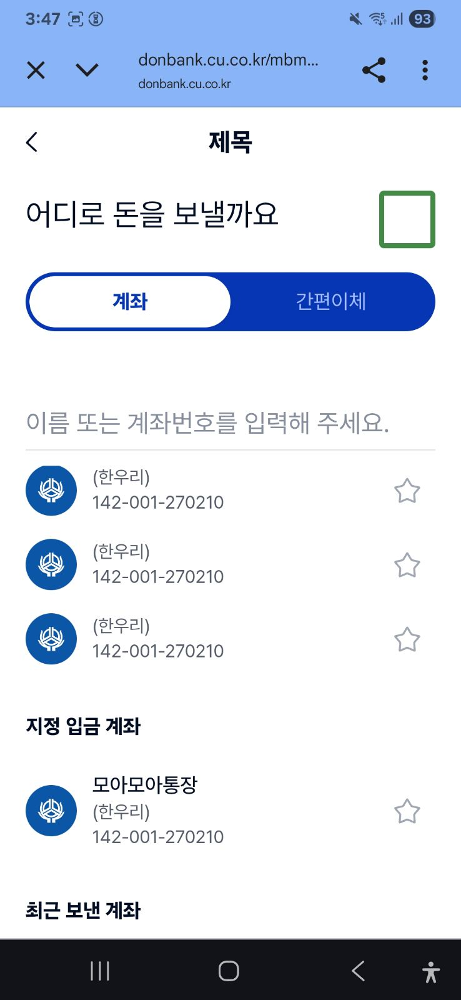 3:47
5
93
donbank.cu.co.kr/mbm...
donbank.cu.co.kr
제목
어디로 돈을 보낼까요
계좌
간편이체
이름 또는 계좌번호를 입력해 주세요.
(한우리)
142-001-270210
(한우리)
142-001-270210
(한우리)
142-001-270210
지정 입금 계좌
모아모아통장
(한우리)
142-001-270210
최근 보낸 계좌